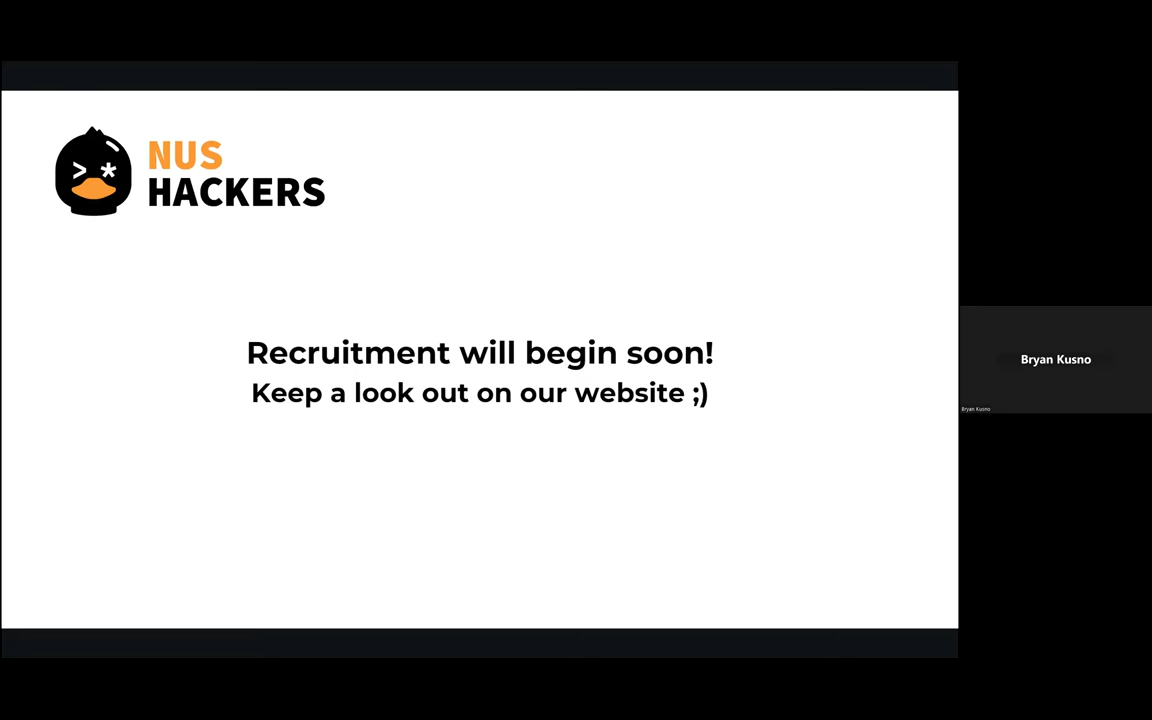 NUS
HACKERS
Recruitment will begin soon!
Keep a look out on our website ;)
Bryan Kusno
Bryan Kusno